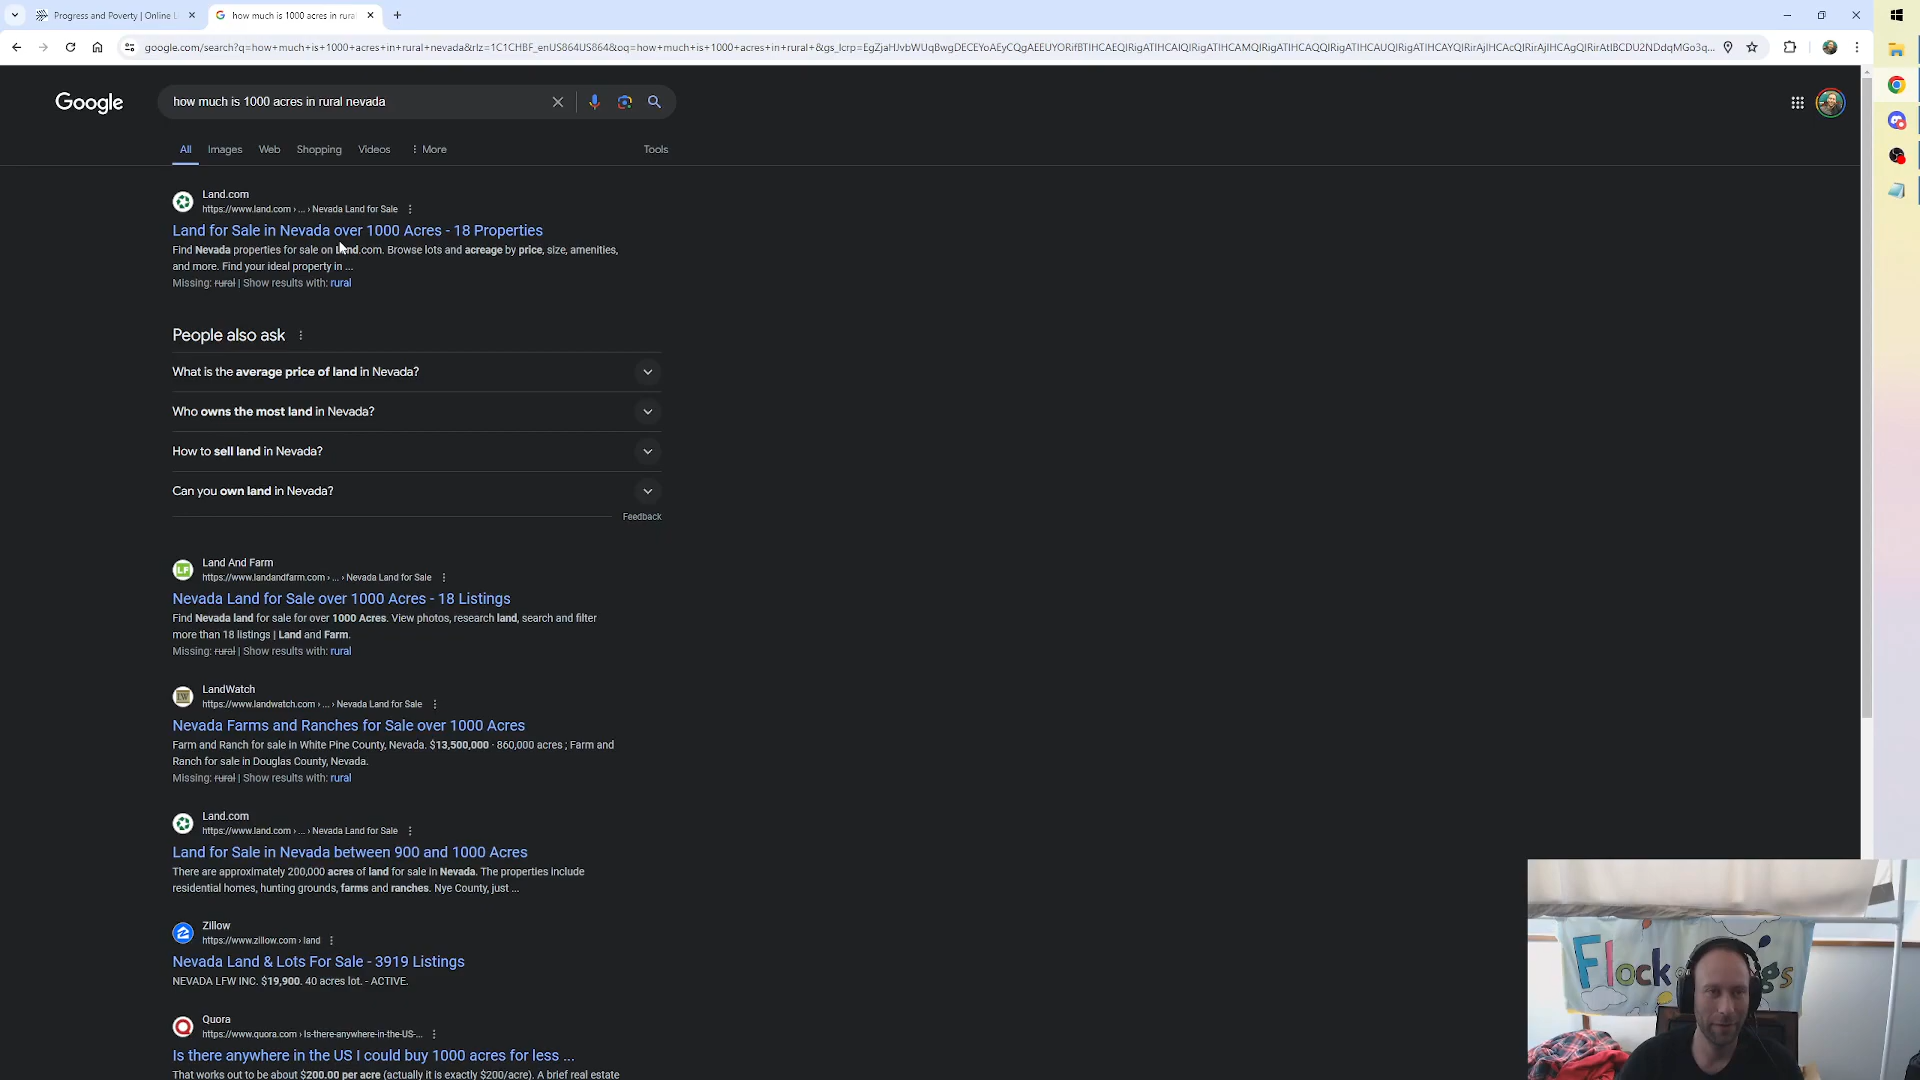 Progress and Poverty | Online L
how much is 1000 acres in rura
google.com/search?q=how+much+is+1000+acres+in+rural+nevada&rlz=1C1CHBF_enUS864US864&oq=how+much+is+1000+acres+in+rural+
Google
how much is 1000 acres in rural nevada
All
Images
Web
Shopping
Videos
More
Tools
Land.com
https://www.land.com › ... › Nevada Land for Sale
Land for Sale in Nevada over 1000 Acres - 18 Properties
Find Nevada properties for sale on Land.com. Browse lots and acreage by price, size, amenities,
and more. Find your ideal property in ...
Missing: rural | Show results with: rural
People also ask
What is the average price of land in Nevada?
Who owns the most land in Nevada?
How to sell land in Nevada?
Can you own land in Nevada?
Feedback
Land And Farm
https://www.landandfarm.com › ... › Nevada Land for Sale
Nevada Land for Sale over 1000 Acres - 18 Listings
Find Nevada land for sale for over 1000 Acres. View photos, research land, search and filter
more than 18 listings | Land and Farm.
Missing: rural | Show results with: rural
LandWatch
https://www.landwatch.com › ... › Nevada Land for Sale
Nevada Farms and Ranches for Sale over 1000 Acres
Farm and Ranch for sale in White Pine County, Nevada. $13,500,000 · 860,000 acres ; Farm and
Ranch for sale in Douglas County, Nevada.
Missing: rural | Show results with: rural
Land.com
https://www.land.com › ... › Nevada Land for Sale
Land for Sale in Nevada between 900 and 1000 Acres
There are approximately 200,000 acres of land for sale in Nevada. The properties include
residential homes, hunting grounds, farms and ranches. Nye County, just ...
Zillow
https://www.zillow.com › land
Nevada Land & Lots For Sale - 3919 Listings
NEVADA LFW INC. $19,900. 40 acres lot. - ACTIVE.
Quora
https://www.quora.com › Is-there-anywhere-in-the-US-...
Is there anywhere in the US I could buy 1000 acres for less ...
That works out to be about $200.00 per acre (actually it is exactly $200/acre). A brief real estate
Flock